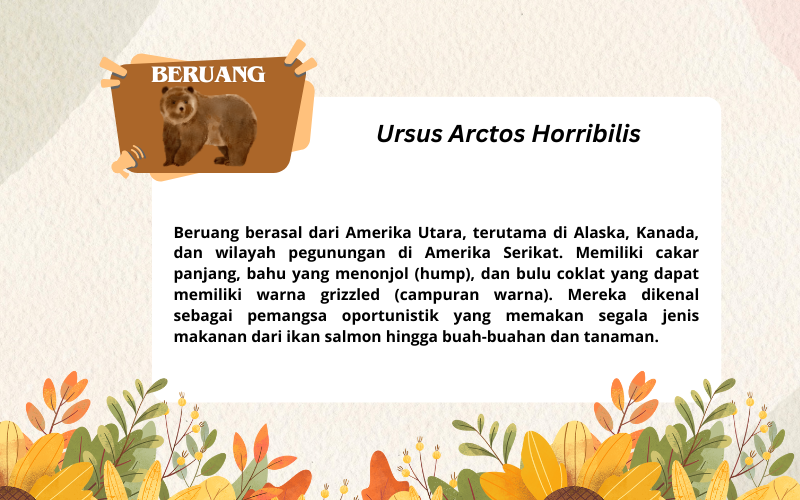 BERUANG
Ursus Arctos Horribilis
Beruang berasal dari Amerika Utara, terutama di Alaska, Kanada,
dan wilayah pegunungan di Amerika Serikat. Memiliki cakar
panjang, bahu yang menonjol (hump), dan bulu coklat yang dapat
memiliki warna grizzled (campuran warna). Mereka dikenal
sebagai pemangsa oportunistik yang memakan segala jenis
makanan dari ikan salmon hingga buah-buahan dan tanaman.